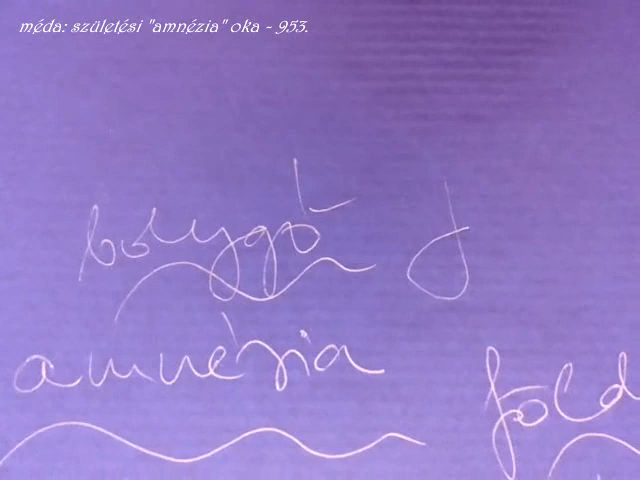 méda: születési "amnézia" oka - 953.
bolygó
amnézia
föld